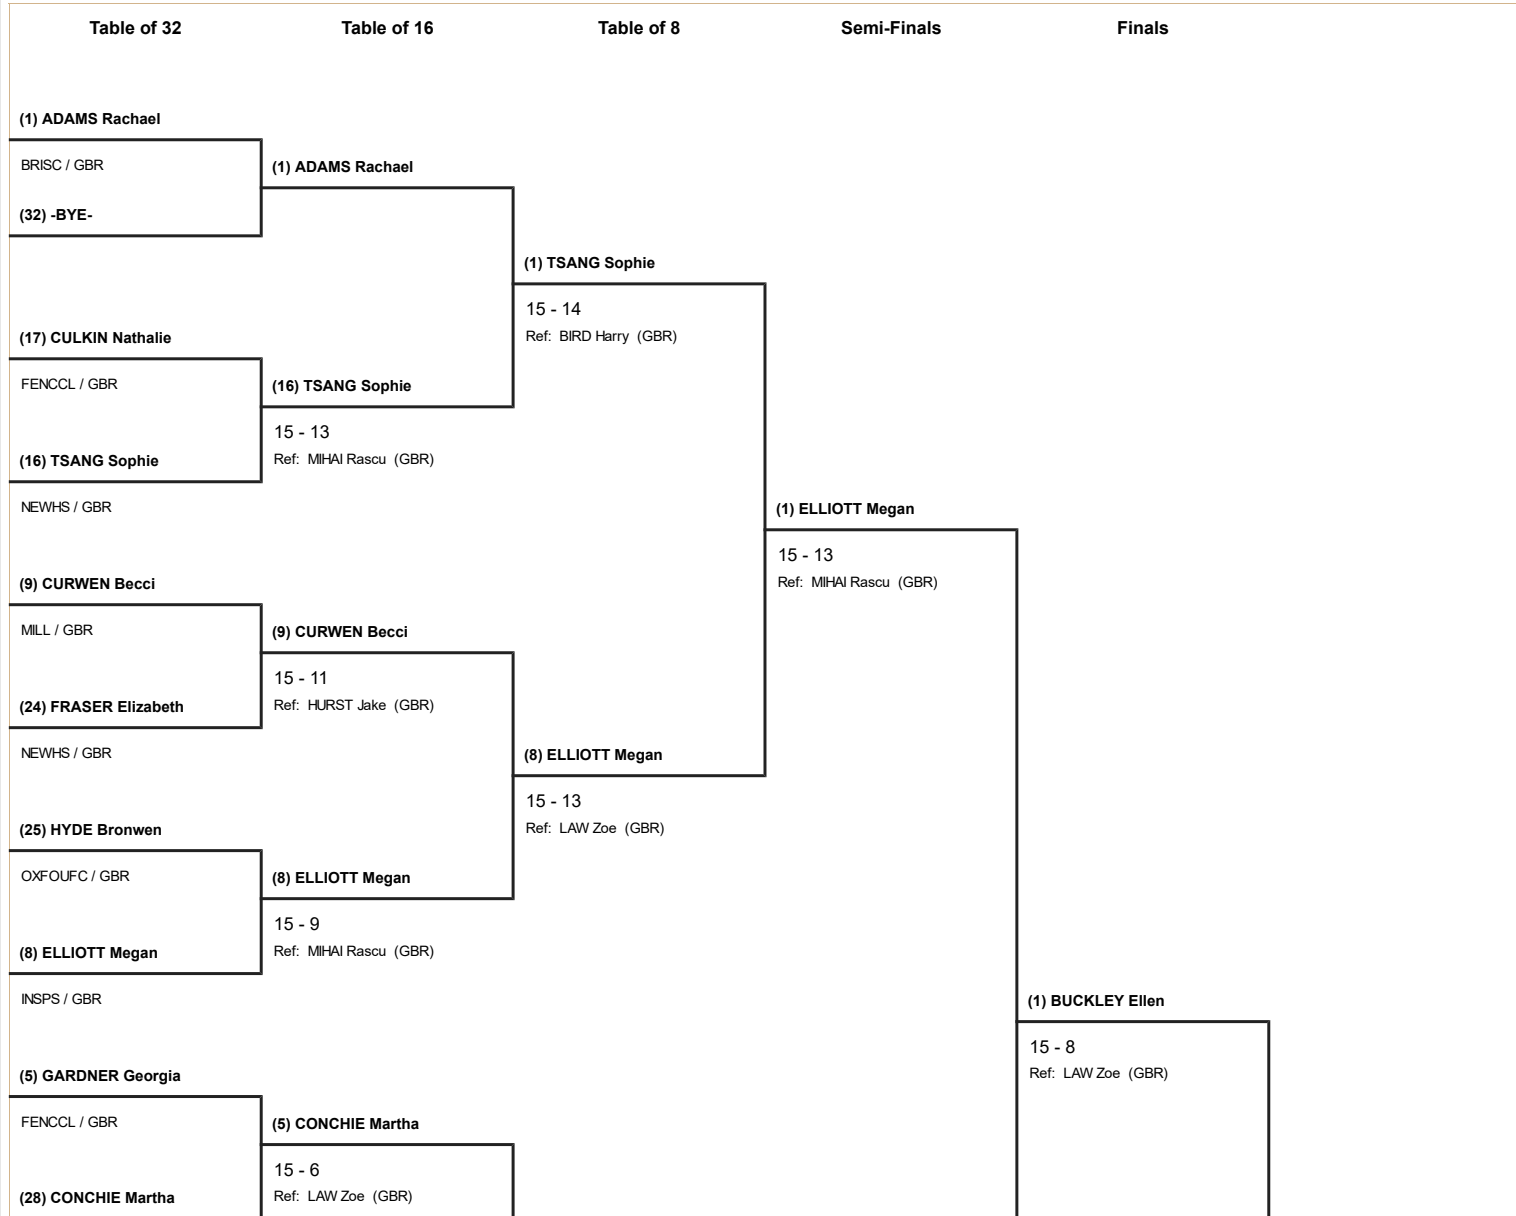 Table of 32
Table of 16
Table of 8
Semi-Finals
Finals
(1) ADAMS Rachael
BRISC / GBR
(32) -BYE-
(17) CULKIN Nathalie
FENCCL / GBR
(16) TSANG Sophie
NEWHS / GBR
(9) CURWEN Becci
MILL / GBR
(24) FRASER Elizabeth
NEWHS / GBR
(25) HYDE Bronwen
OXFOUFC / GBR
(8) ELLIOTT Megan
INSPS / GBR
(5) GARDNER Georgia
FENCCL / GBR
(28) CONCHIE Martha
(1) ADAMS Rachael
(16) TSANG Sophie
15 - 13
Ref: MIHAI Rascu (GBR)
(9) CURWEN Becci
15 - 11
Ref: HURST Jake (GBR)
(8) ELLIOTT Megan
15 - 9
Ref: MIHAI Rascu (GBR)
(5) CONCHIE Martha
15 - 6
Ref: LAW Zoe (GBR)
(1) TSANG Sophie
15 - 14
Ref: BIRD Harry (GBR)
(8) ELLIOTT Megan
15 - 13
Ref: LAW Zoe (GBR)
(1) ELLIOTT Megan
15 - 13
Ref: MIHAI Rascu (GBR)
(1) BUCKLEY Ellen
15 - 8
Ref: LAW Zoe (GBR)